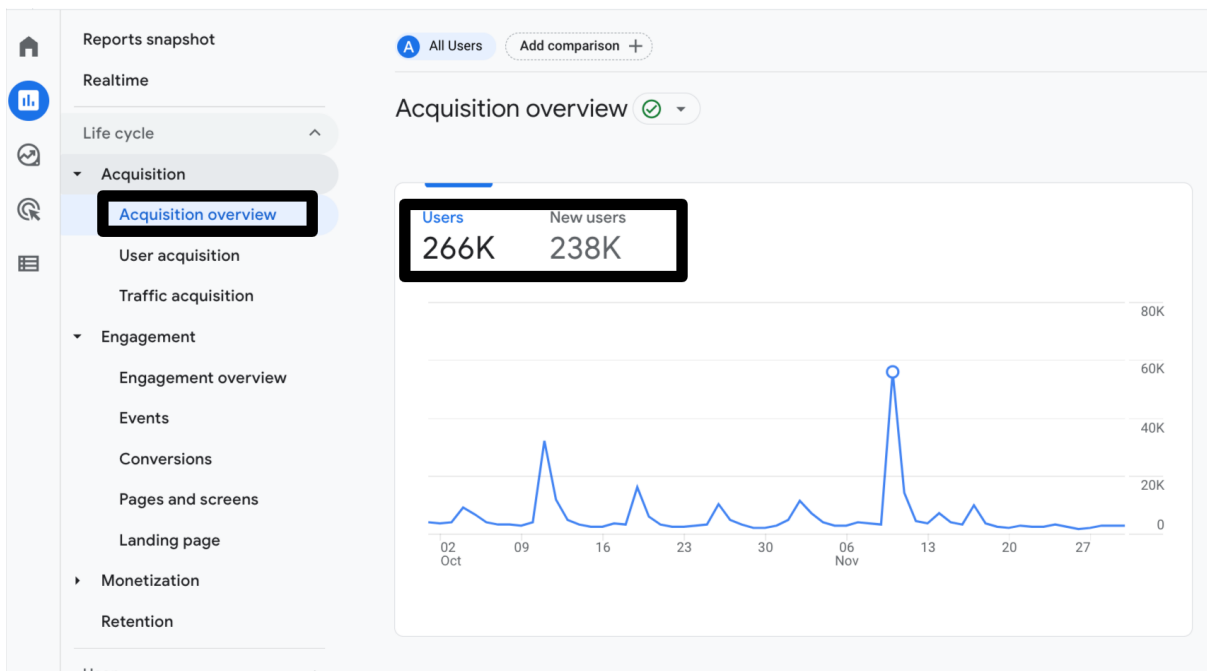 Reports snapshot
Realtime
Life cycle
Acquisition
Acquisition overview
User acquisition
Traffic acquisition
Engagement
Engagement overview
Events
Conversions
Pages and screens
Landing page
Monetization
Retention
A All Users
Add comparison
Acquisition overview
Users New users
266K 238K
80K
60K
40K
20K
0
02 09 16 23 30 06 13 20 27
Oct Nov